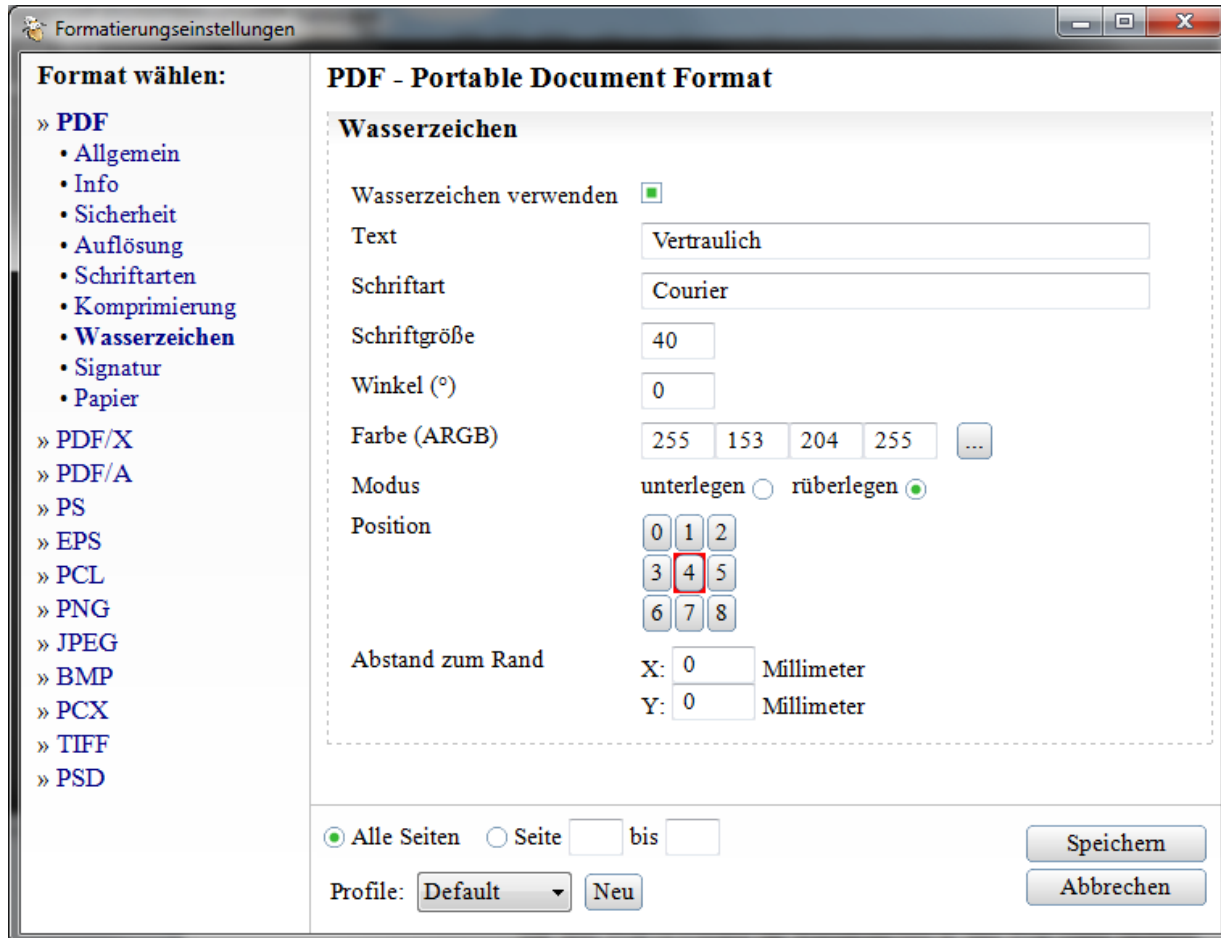 Formatierungseinstellungen
Format wählen:
» PDF
• Allgemein
• Info
• Sicherheit
• Auflösung
• Schriftarten
• Komprimierung
• Wasserzeichen
• Signatur
• Papier
» PDF/X
» PDF/A
» PS
» EPS
» PCL
» PNG
» JPEG
» BMP
» PCX
» TIFF
» PSD
PDF - Portable Document Format
Wasserzeichen
Wasserzeichen verwenden
Text Vertraulich
Schriftart Courier
Schriftgröße 40
Winkel (°) 0
Farbe (ARGB) 255 153 204 255 ...
Modus unterlegen rüberlegen
Position 0 1 2
3 4 5
6 7 8
Abstand zum Rand X: 0 Millimeter
Y: 0 Millimeter
Alle Seiten Seite bis
Profile: Default Neu
Speichern
Abbrechen